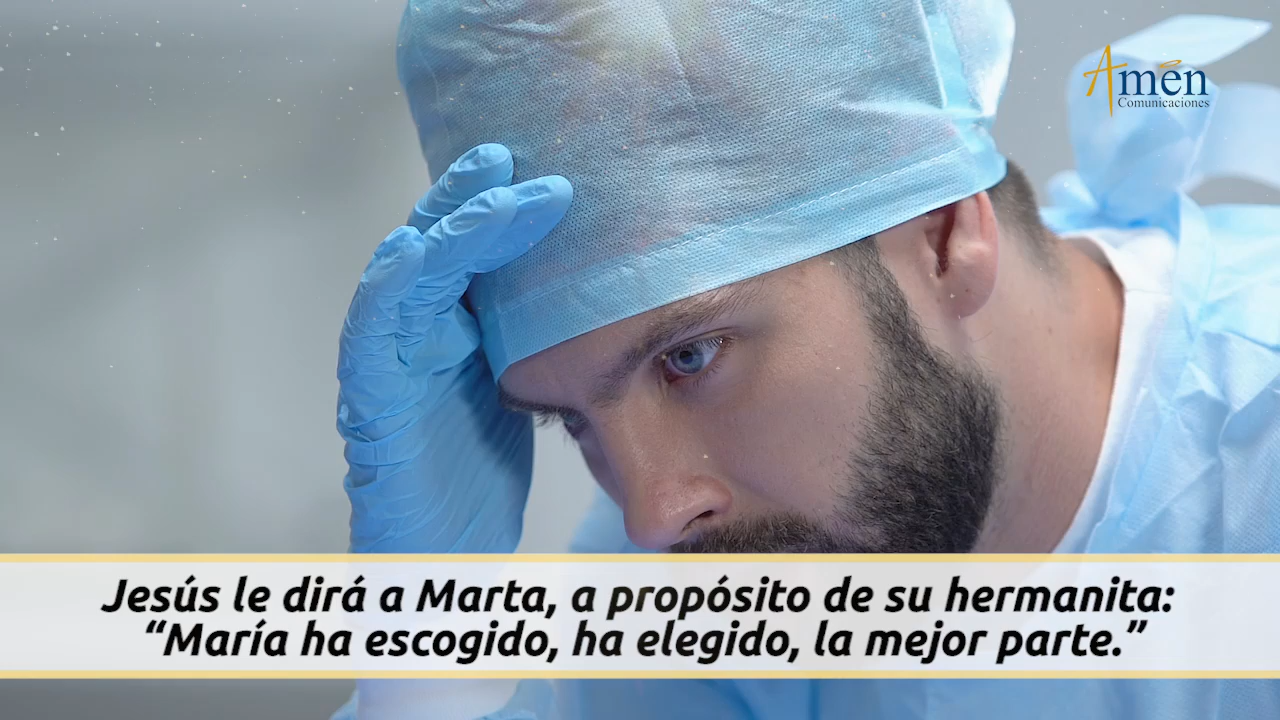 Amén
Comunicaciones
Jesús le dirá a Marta, a propósito de su hermanita:
“María ha escogido, ha elegido, la mejor parte.”